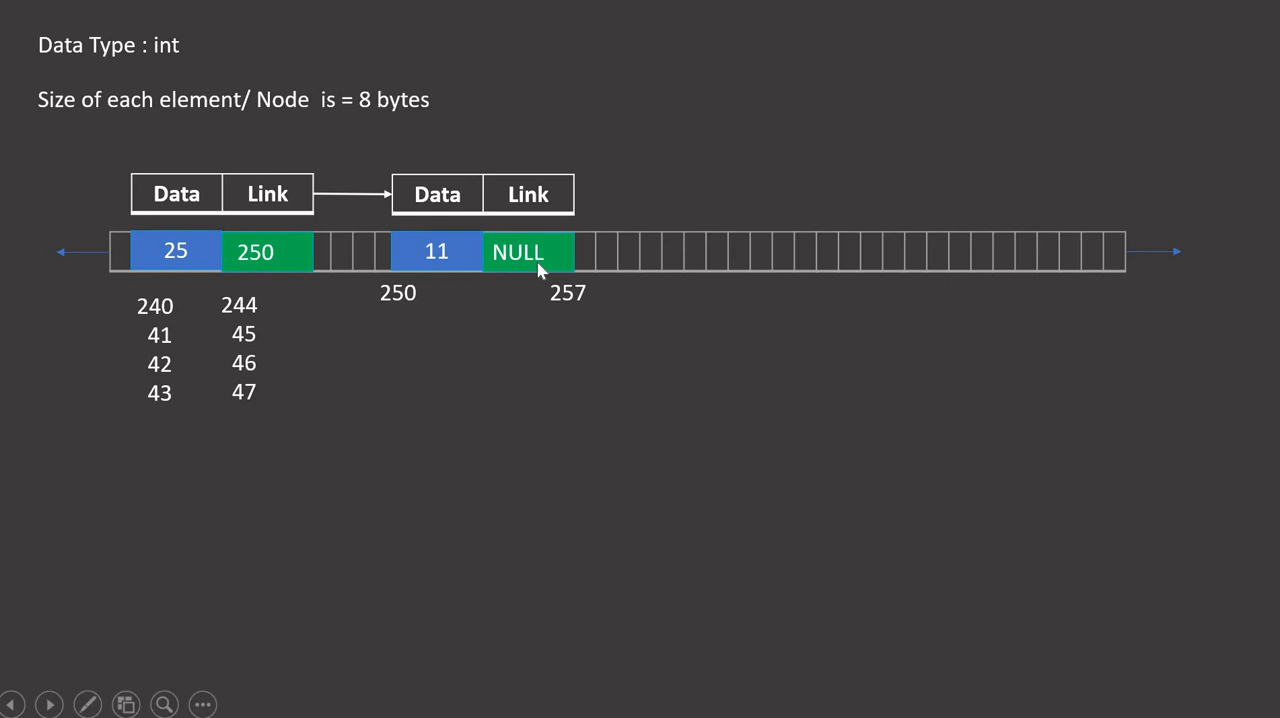 Data Type : int
Size of each element/ Node is = 8 bytes
Data Link Data Link
25 250 11 NULL
250 257
240 244
41 45
42 46
43 47